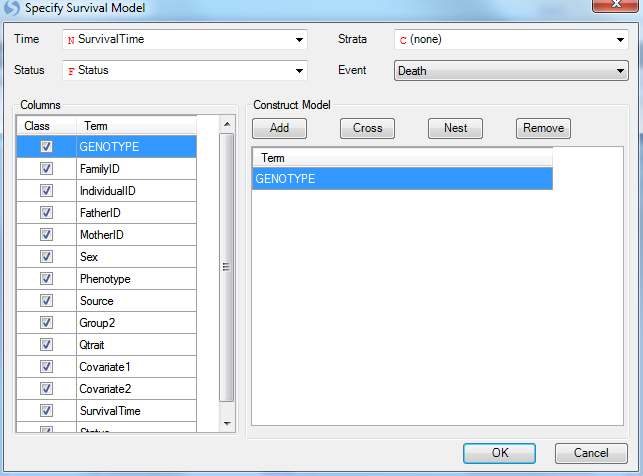 Specify Survival Model
Time N SurvivalTime Strata C (none)
Status F Status Event Death
Columns Construct Model
Class Term
Add Cross Nest Remove
Term
GENOTYPE
GENOTYPE
FamilyID
IndividualID
FatherID
MotherID
Sex
Phenotype
Source
Group2
Qtrait
Covariate1
Covariate2
SurvivalTime
Status
OK Cancel